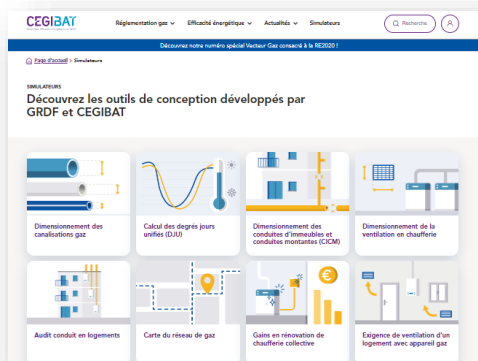 CEGIBAT
Réglementation gaz
Efficacité énergétique
Actualités
Simulateurs
Recherche
Découvrez notre numéro spécial Vecteur Gaz consacré à la RE2020 !
Page d'accueil > Simulateurs
SIMULATEURS
Découvrez les outils de conception développés par
GRDF et CEGIBAT
Dimensionnement des
canalisations gaz
Calcul des degrés jours
unifiés (DJU)
Dimensionnement des
conduites d'immeubles et
conduites montantes (CICM)
Dimensionnement de la
ventilation en chaufferie
Audit conduit en logements
Carte du réseau de gaz
Gains en rénovation de
chaufferie collective
Exigence de ventilation d'un
logement avec appareil gaz